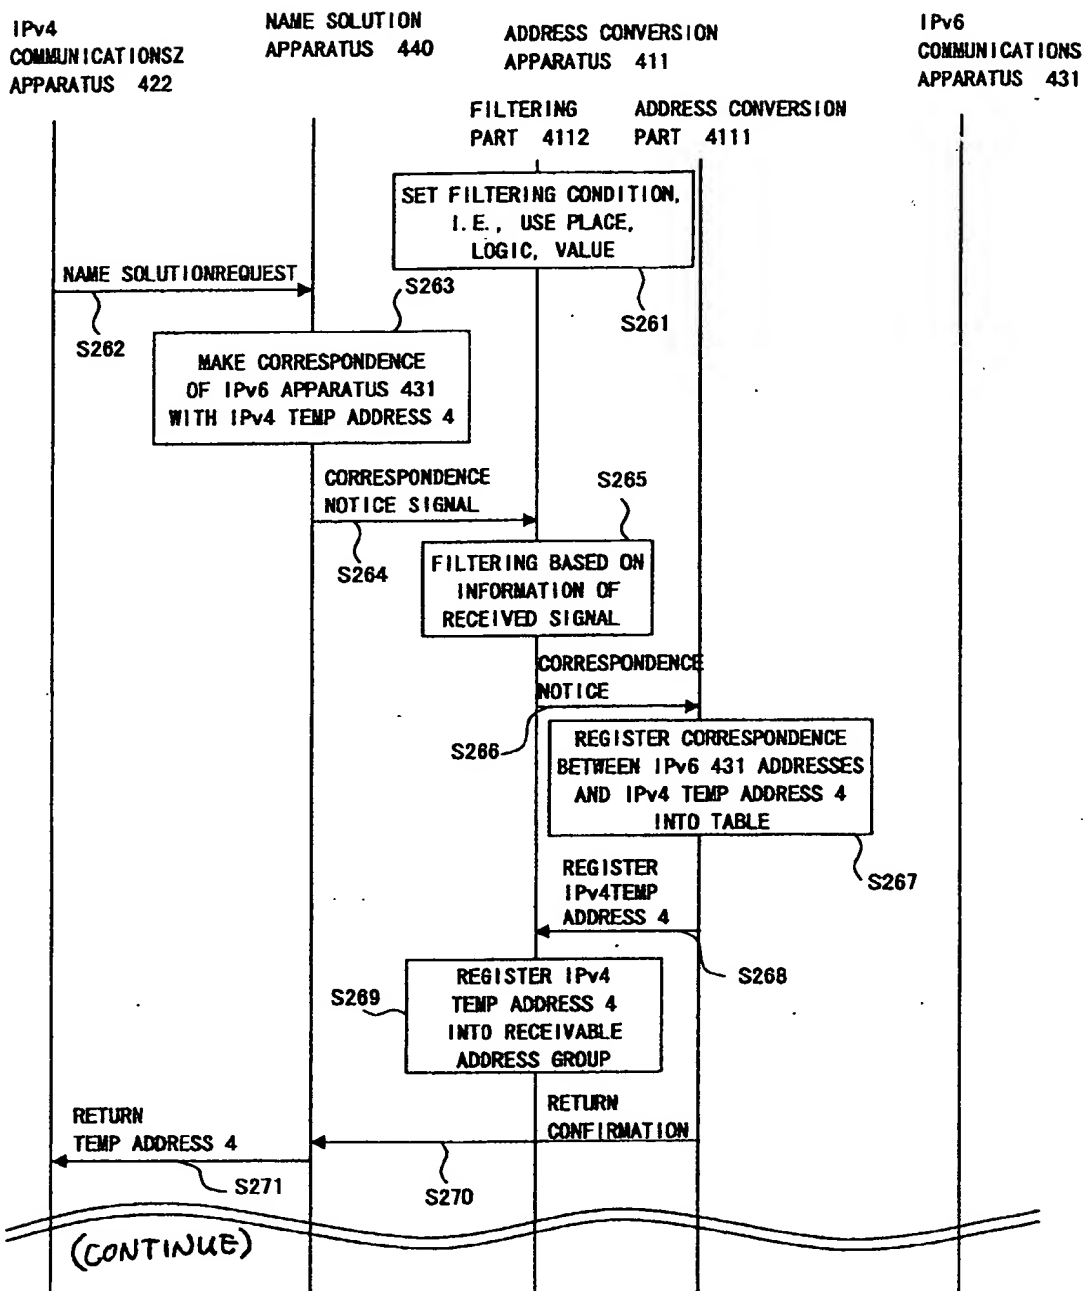 IPv4
COMMUNICATIONSZ
APPARATUS 422
NAME SOLUTION
APPARATUS 440
ADDRESS CONVERSION
APPARATUS 411
IPv6
COMMUNICATIONS
APPARATUS 431
FILTERING
PART 4112
ADDRESS CONVERSION
PART 4111
SET FILTERING CONDITION,
I.E., USE PLACE,
LOGIC, VALUE
S261
NAME SOLUTIONREQUEST
S262
S263
MAKE CORRESPONDENCE
OF IPv6 APPARATUS 431
WITH IPv4 TEMP ADDRESS 4
CORRESPONDENCE
NOTICE SIGNAL
S264
S265
FILTERING BASED ON
INFORMATION OF
RECEIVED SIGNAL
CORRESPONDENCE
NOTICE
S266
REGISTER CORRESPONDENCE
BETWEEN IPv6 431 ADDRESSES
AND IPv4 TEMP ADDRESS 4
INTO TABLE
S267
REGISTER
IPv4TEMP
ADDRESS 4
S268
S269
REGISTER IPv4
TEMP ADDRESS 4
INTO RECEIVABLE
ADDRESS GROUP
RETURN
CONFIRMATION
S270
RETURN
TEMP ADDRESS 4
S271
(CONTINUE)